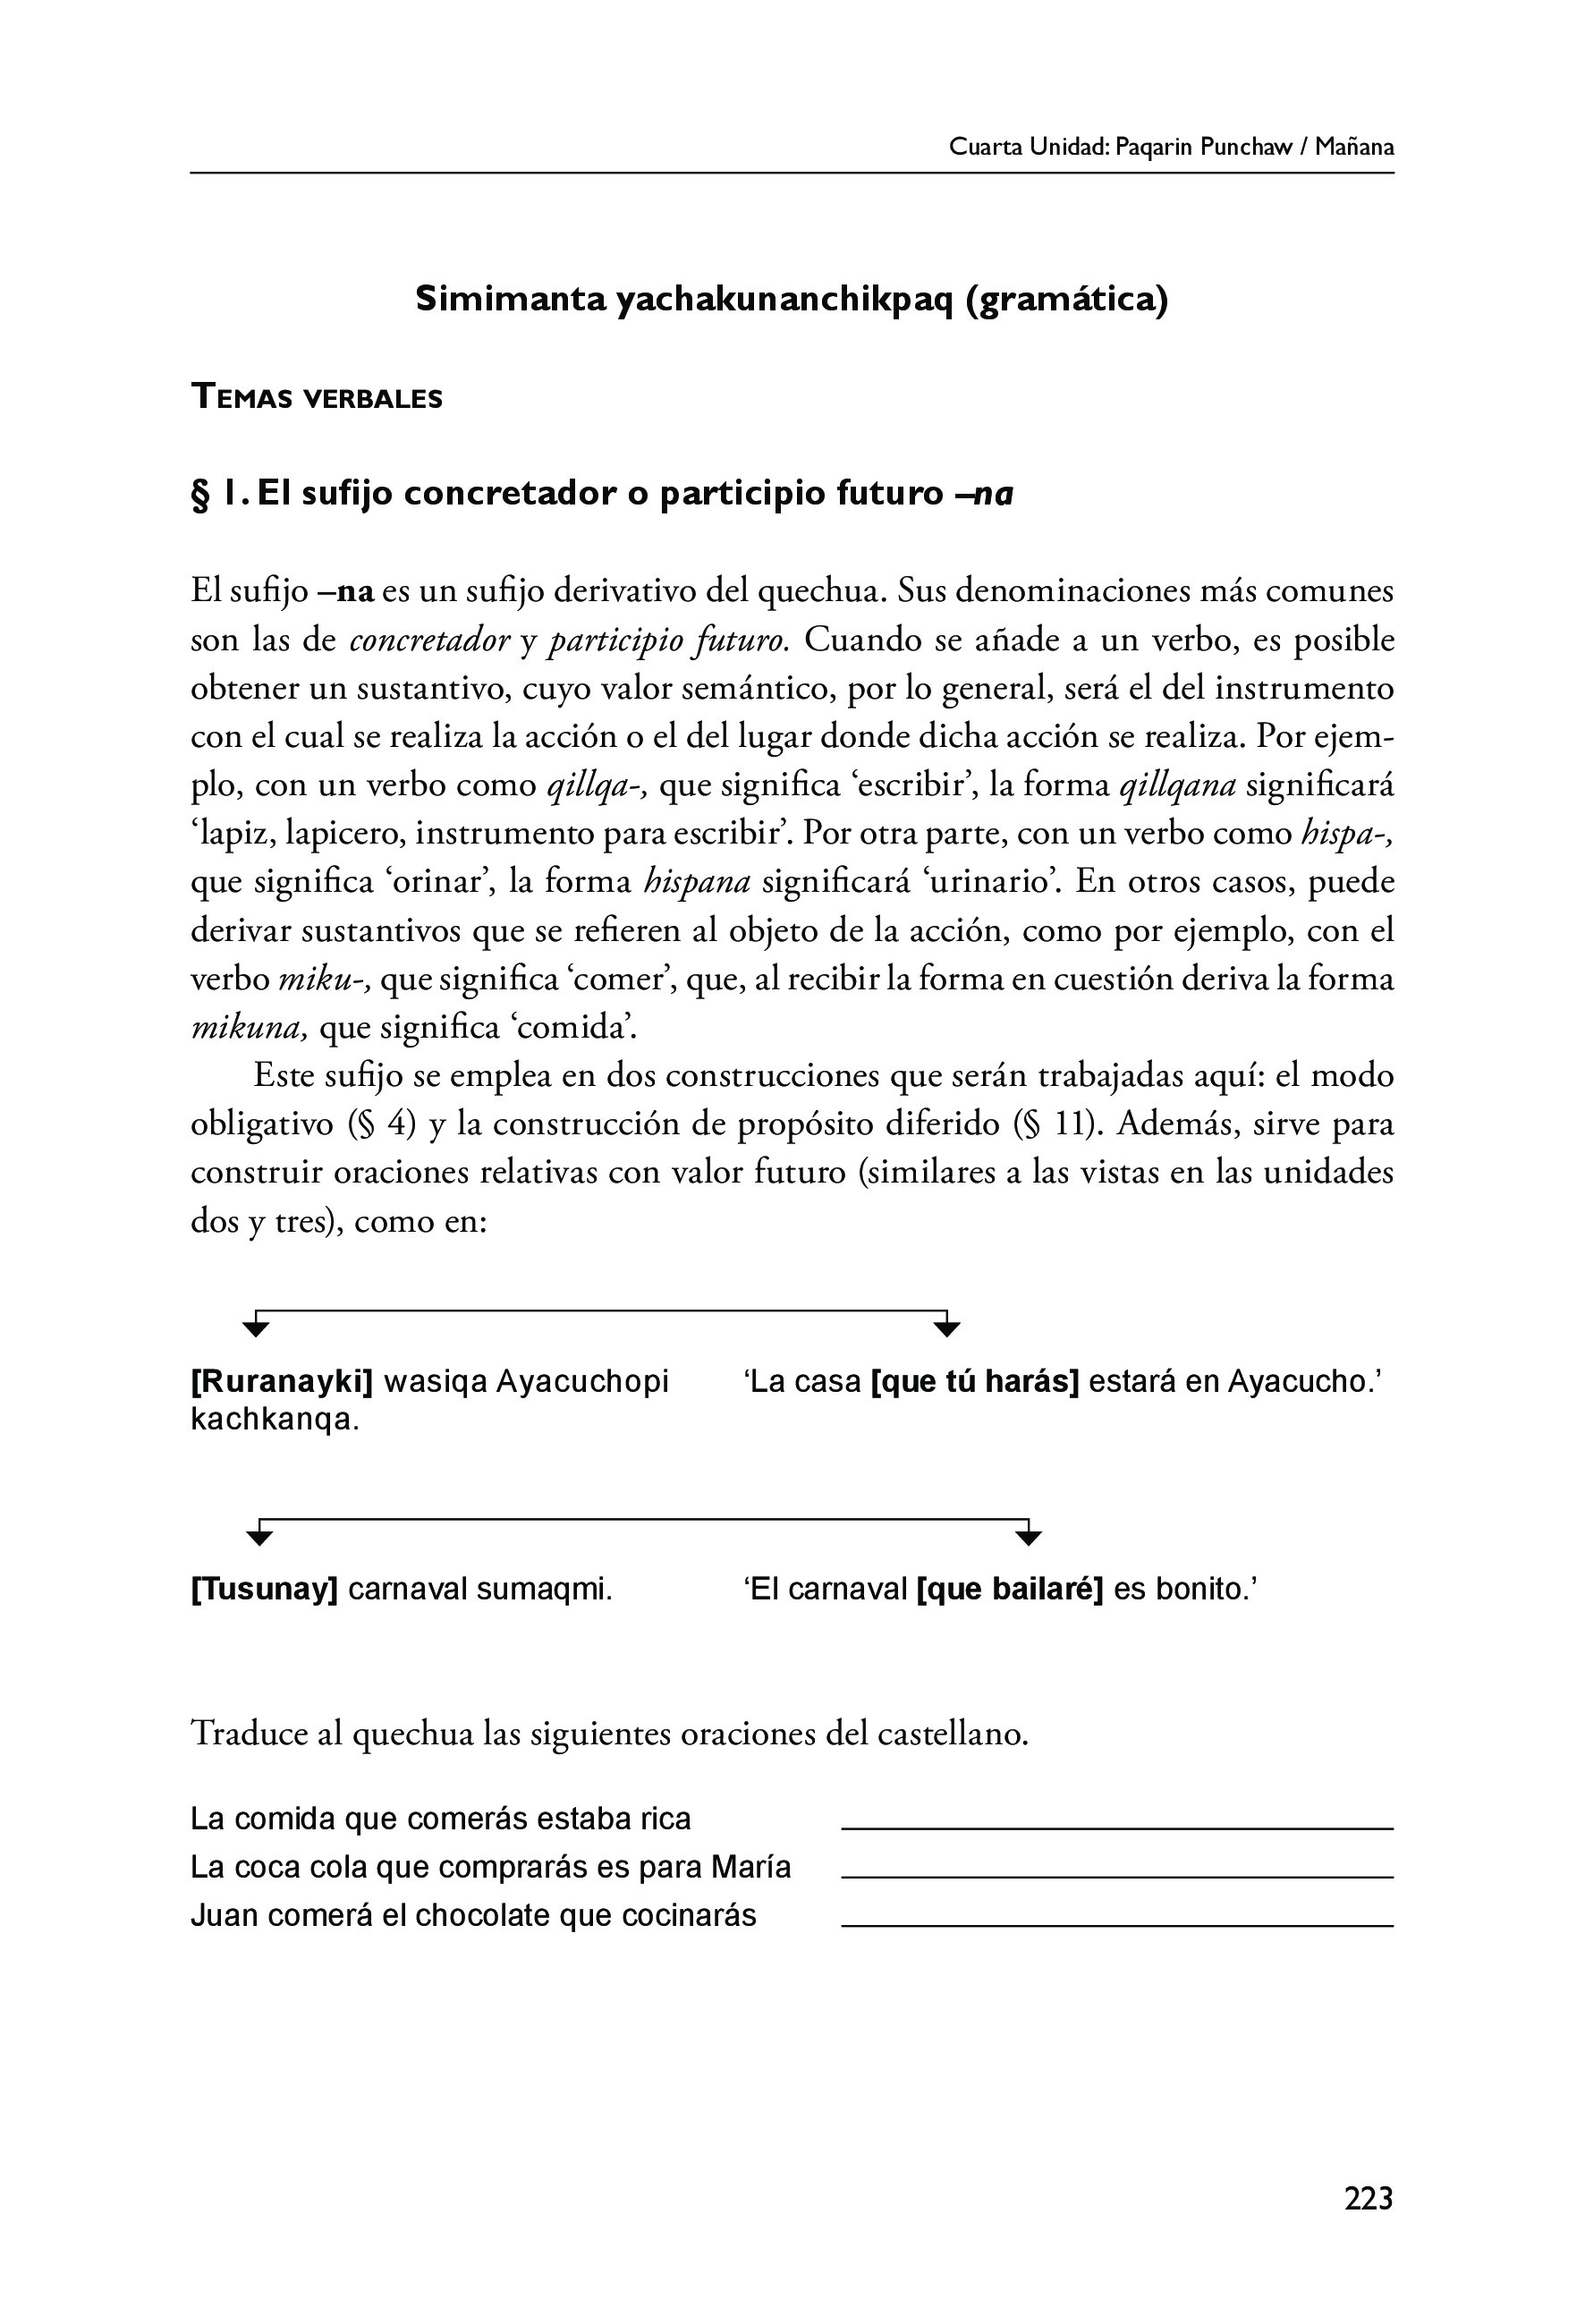 Cuarta Unidad: Paqarin Punchaw / Mañana
Simimanta yachakunanchikpaq (gramática)
Temas verbales
§ 1. El sufijo concretador o participio futuro –na
El sufijo –na es un sufijo derivativo del quechua. Sus denominaciones más comunes
son las de concretador y participio futuro. Cuando se añade a un verbo, es posible
obtener un sustantivo, cuyo valor semántico, por lo general, será el del instrumento
con el cual se realiza la acción o el del lugar donde dicha acción se realiza. Por ejem-
plo, con un verbo como qillqa-, que significa ‘escribir’, la forma qillqana significará
‘lapiz, lapicero, instrumento para escribir’. Por otra parte, con un verbo como hispa-,
que significa ‘orinar’, la forma hispana significará ‘urinario’. En otros casos, puede
derivar sustantivos que se refieren al objeto de la acción, como por ejemplo, con el
verbo miku-, que significa ‘comer’, que, al recibir la forma en cuestión deriva la forma
mikuna, que significa ‘comida’.
Este sufijo se emplea en dos construcciones que serán trabajadas aquí: el modo
obligativo (§ 4) y la construcción de propósito diferido (§ 11). Además, sirve para
construir oraciones relativas con valor futuro (similares a las vistas en las unidades
dos y tres), como en:
[Ruranayki] wasiqa Ayacuchopi ‘La casa [que tú harás] estará en Ayacucho.’
kachkanqa.
[Tusunay] carnaval sumaqmi. ‘El carnaval [que bailaré] es bonito.’
Traduce al quechua las siguientes oraciones del castellano.
La comida que comerás estaba rica
La coca cola que comprarás es para María
Juan comerá el chocolate que cocinarás
223